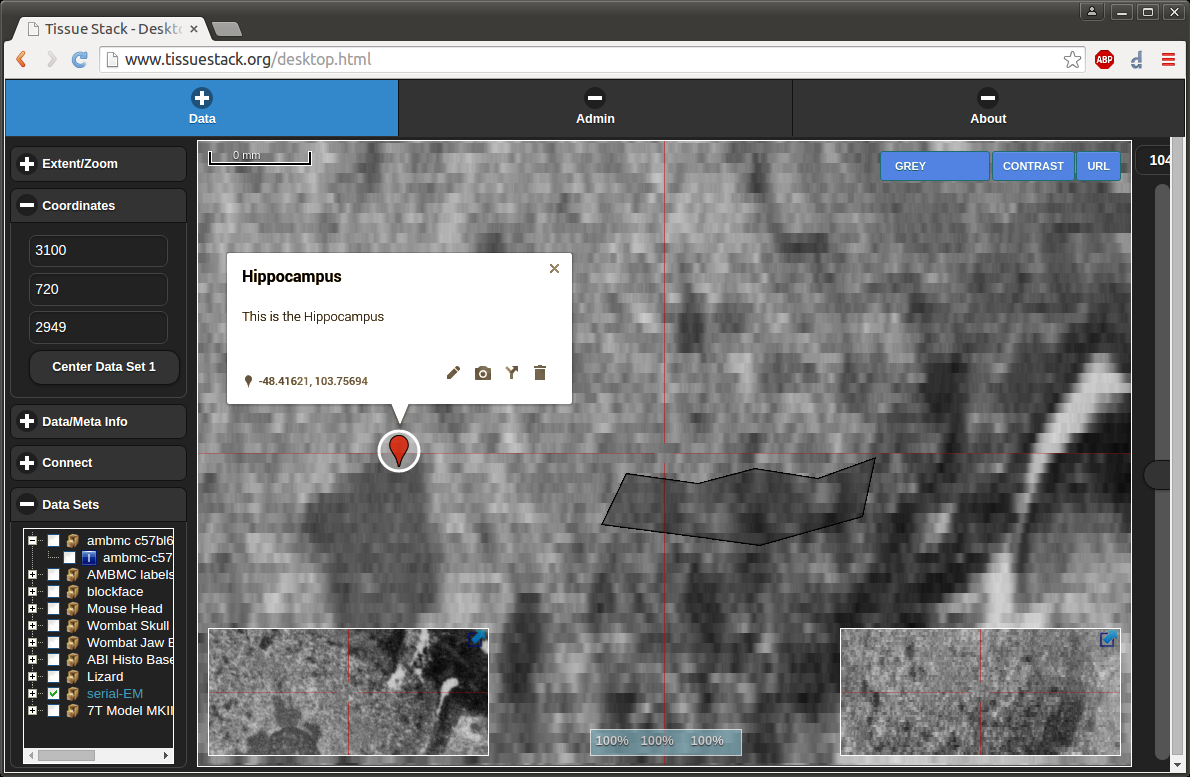 Tissue Stack - Deskto
www.tissuestack.org/desktop.html
ABP
d
Data
Admin
About
Extent/Zoom
Coordinates
3100
720
2949
Center Data Set 1
Data/Meta Info
Connect
Data Sets
ambmc c57bl6
ambmc-c57
AMBMC labels
blockface
Mouse Head
Wombat Skull
Wombat Jaw E
ABI Histo Base
Lizard
serial-EM
7T Model MKII
0 mm
GREY
CONTRAST
URL
104
Hippocampus
This is the Hippocampus
-48.41621, 103.75694
100% 100% 100%